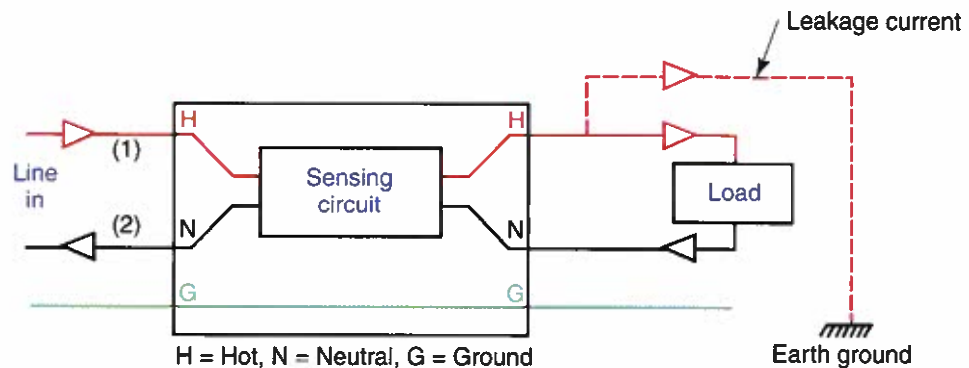 Leakage current
H
H
(1)
Line
in
Sensing
circuit
Load
(2)
N
N
G
G
H = Hot, N = Neutral, G = Ground
Earth ground